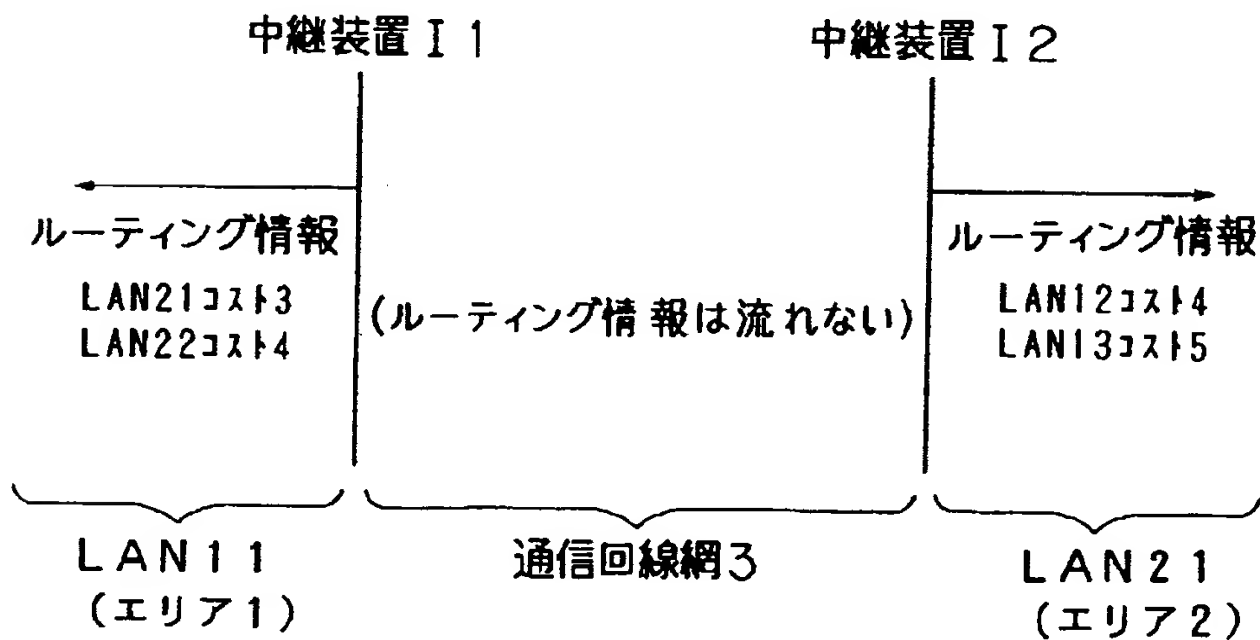 中継装置I1
中継装置I2
ルーティング情報
LAN21コスト3
LAN22コスト4
(ルーティング情報は流れない)
ルーティング情報
LAN12コスト4
LAN13コスト5
LAN11
(エリア1)
通信回線網3
LAN21
(エリア2)